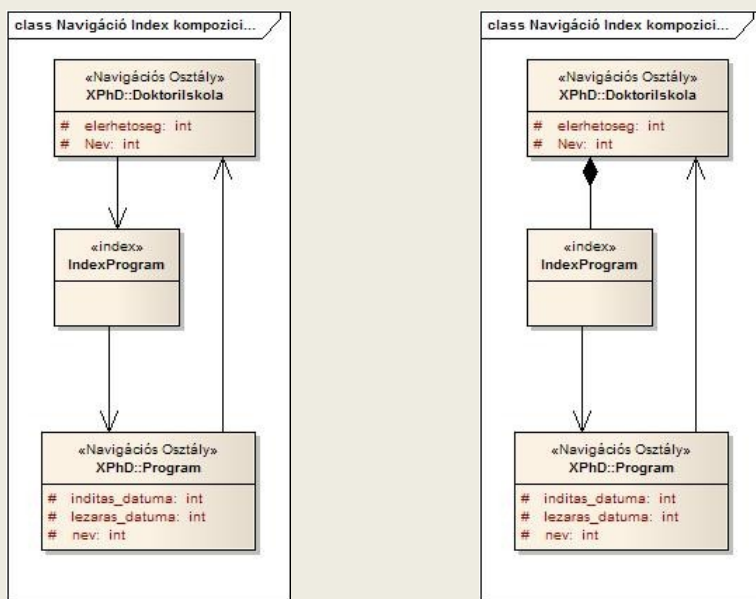 class Navigáció Index kompozici...
«Navigációs Osztály»
XPhD::DoktoriIskola
# elerhetoseg: int
# Nev: int
«index»
IndexProgram
«Navigációs Osztály»
XPhD::Program
# inditas_datuma: int
# lezaras_datuma: int
# nev: int
class Navigáció Index kompozici...
«Navigációs Osztály»
XPhD::DoktoriIskola
# elerhetoseg: int
# Nev: int
«index»
IndexProgram
«Navigációs Osztály»
XPhD::Program
# inditas_datuma: int
# lezaras_datuma: int
# nev: int